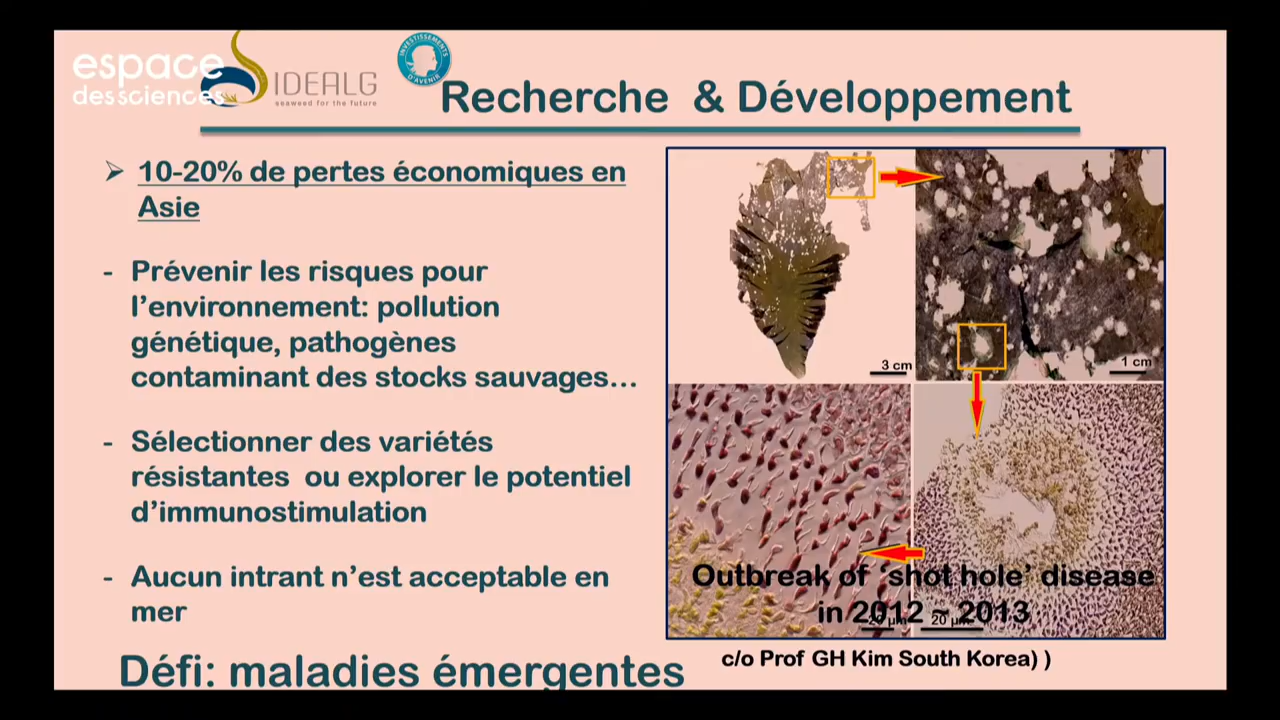 espace
des sciences
IDEALG
seaweed for the future
INVESTISSEMENTS
D'AVENIR
Recherche & Développement
10-20% de pertes économiques en
Asie
- Prévenir les risques pour
l’environnement: pollution
génétique, pathogènes
contaminant des stocks sauvages…
- Sélectionner des variétés
résistantes ou explorer le potentiel
d’immunostimulation
- Aucun intrant n’est acceptable en
mer
Défi: maladies émergentes
3 cm
1 cm
Outbreak of ‘shot hole’ disease
in 2012 ~ 2013
20 µm
c/o Prof GH Kim South Korea) )